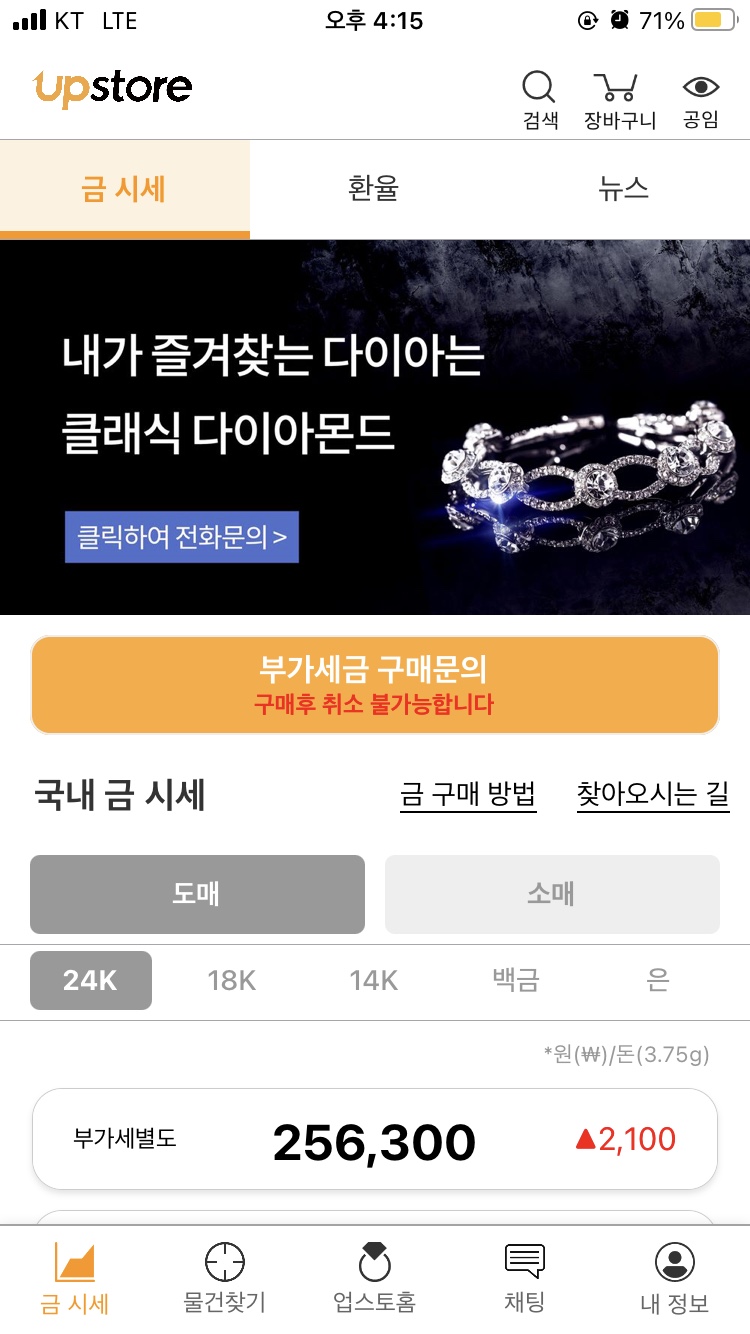 KT LTE 오후 4:15 71%
upstore
검색 장바구니 공임
금 시세 환율 뉴스
내가 즐겨찾는 다이아는
클래식 다이아몬드
클릭하여 전화문의 >
부가세금 구매문의
구매후 취소 불가능합니다
국내 금 시세 금 구매 방법 찾아오시는 길
도매 소매
24K 18K 14K 백금 은
*원(₩)/돈(3.75g)
부가세별도 256,300 ▲2,100
금 시세 물건찾기 업스토홈 채팅 내 정보